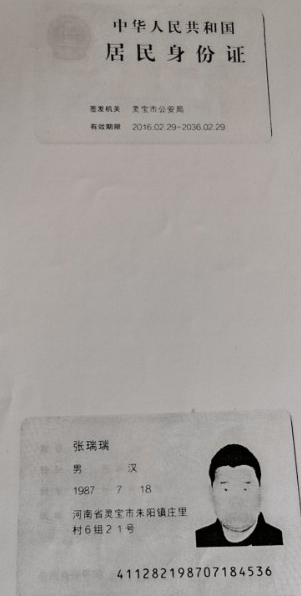 中华人民共和国
居民身份证
签发机关 灵宝市公安局
有效期限 2016.02.29-2036.02.29
张瑞瑞
男 汉
1987 7 18
河南省灵宝市朱阳镇庄里
村6组21号
411282198707184536